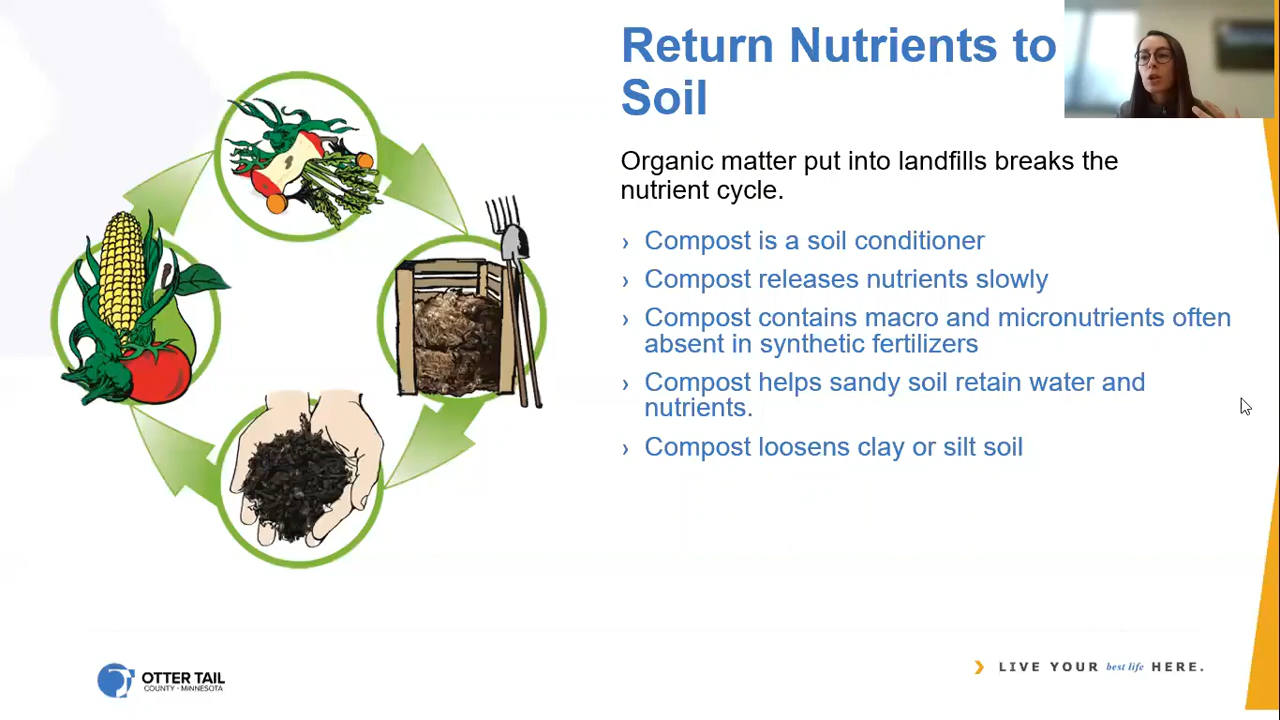 Return Nutrients to
Soil
Organic matter put into landfills breaks the
nutrient cycle.
› Compost is a soil conditioner
› Compost releases nutrients slowly
› Compost contains macro and micronutrients often
absent in synthetic fertilizers
› Compost helps sandy soil retain water and
nutrients.
› Compost loosens clay or silt soil
OTTER TAIL
COUNTY · MINNESOTA
LIVE YOUR best life HERE.